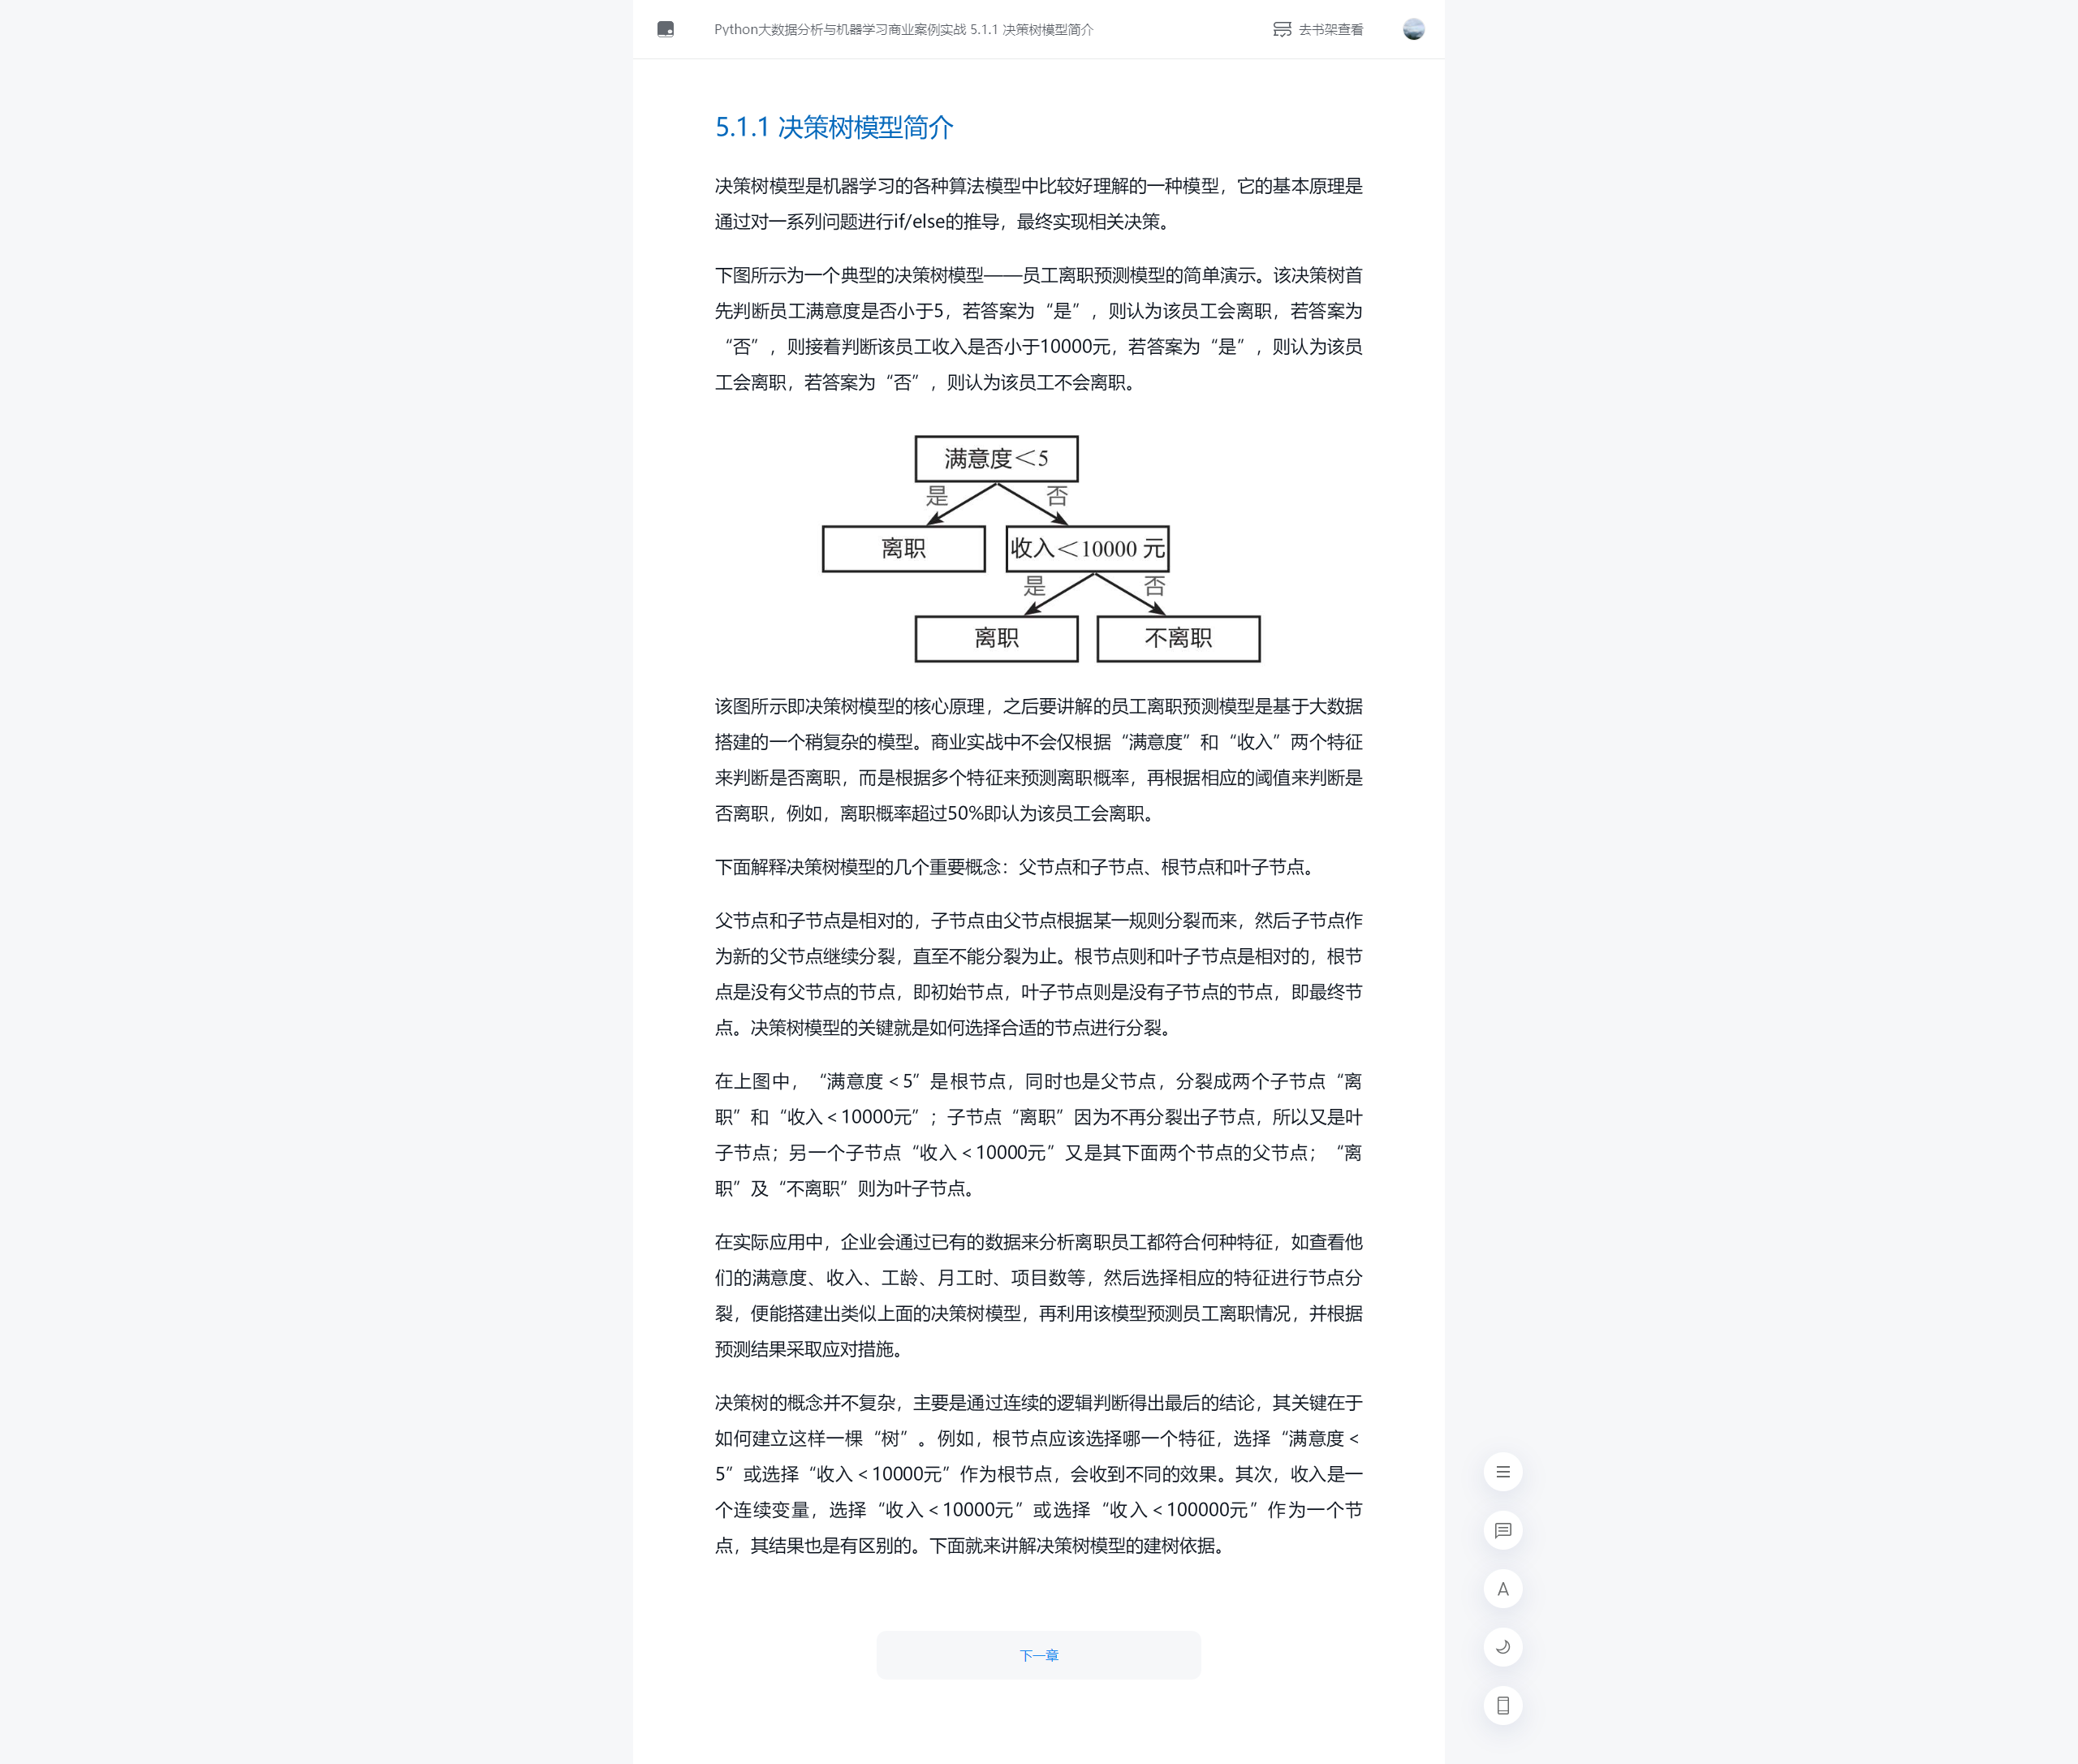 Python大数据分析与机器学习商业案例实战 5.1.1 决策树模型简介
去书架查看
5.1.1 决策树模型简介
决策树模型是机器学习的各种算法模型中比较好理解的一种模型，它的基本原理是
通过对一系列问题进行if/else的推导，最终实现相关决策。
下图所示为一个典型的决策树模型——员工离职预测模型的简单演示。该决策树首
先判断员工满意度是否小于5，若答案为“是”，则认为该员工会离职，若答案为
“否”，则接着判断该员工收入是否小于10000元，若答案为“是”，则认为该员
工会离职，若答案为“否”，则认为该员工不会离职。
满意度＜5
是 否
离职 收入＜10000 元
是 否
离职 不离职
该图所示即决策树模型的核心原理，之后要讲解的员工离职预测模型是基于大数据
搭建的一个稍复杂的模型。商业实战中不会仅根据“满意度”和“收入”两个特征
来判断是否离职，而是根据多个特征来预测离职概率，再根据相应的阈值来判断是
否离职，例如，离职概率超过50%即认为该员工会离职。
下面解释决策树模型的几个重要概念：父节点和子节点、根节点和叶子节点。
父节点和子节点是相对的，子节点由父节点根据某一规则分裂而来，然后子节点作
为新的父节点继续分裂，直至不能分裂为止。根节点则和叶子节点是相对的，根节
点是没有父节点的节点，即初始节点，叶子节点则是没有子节点的节点，即最终节
点。决策树模型的关键就是如何选择合适的节点进行分裂。
在上图中，“满意度＜5”是根节点，同时也是父节点，分裂成两个子节点“离
职”和“收入＜10000元”；子节点“离职”因为不再分裂出子节点，所以又是叶
子节点；另一个子节点“收入＜10000元”又是其下面两个节点的父节点；“离
职”及“不离职”则为叶子节点。
在实际应用中，企业会通过已有的数据来分析离职员工都符合何种特征，如查看他
们的满意度、收入、工龄、月工时、项目数等，然后选择相应的特征进行节点分
裂，便能搭建出类似上面的决策树模型，再利用该模型预测员工离职情况，并根据
预测结果采取应对措施。
决策树的概念并不复杂，主要是通过连续的逻辑判断得出最后的结论，其关键在于
如何建立这样一棵“树”。例如，根节点应该选择哪一个特征，选择“满意度＜
5”或选择“收入＜10000元”作为根节点，会收到不同的效果。其次，收入是一
个连续变量，选择“收入＜10000元”或选择“收入＜100000元”作为一个节
点，其结果也是有区别的。下面就来讲解决策树模型的建树依据。
下一章